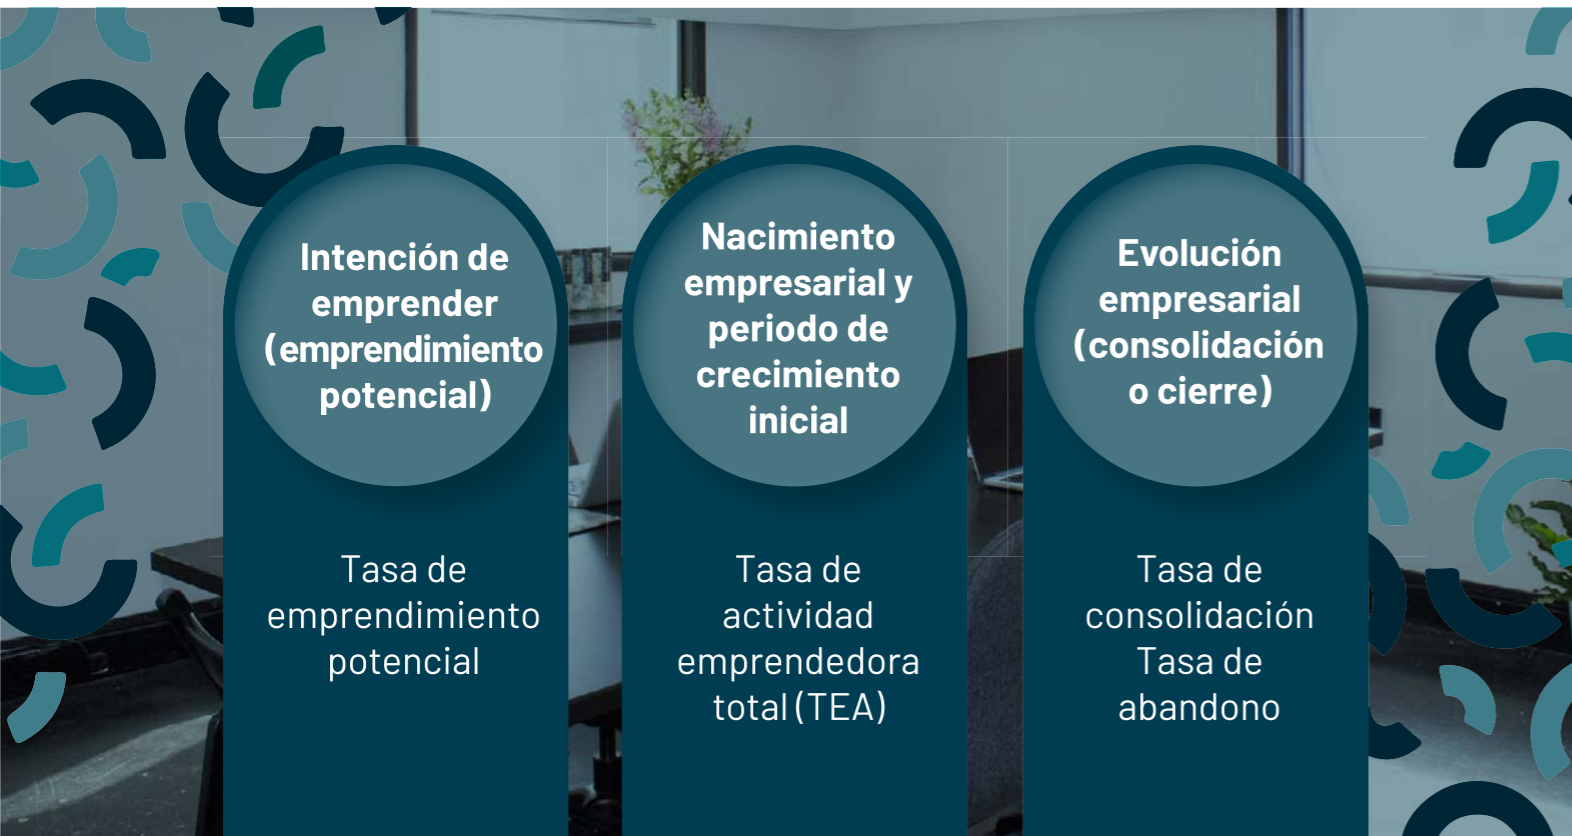 Intención de
emprender
(emprendimiento
potencial)
Tasa de
emprendimiento
potencial
Nacimiento
empresarial y
periodo de
crecimiento
inicial
Tasa de
actividad
emprendedora
total (TEA)
Evolución
empresarial
(consolidación
o cierre)
Tasa de
consolidación
Tasa de
abandono